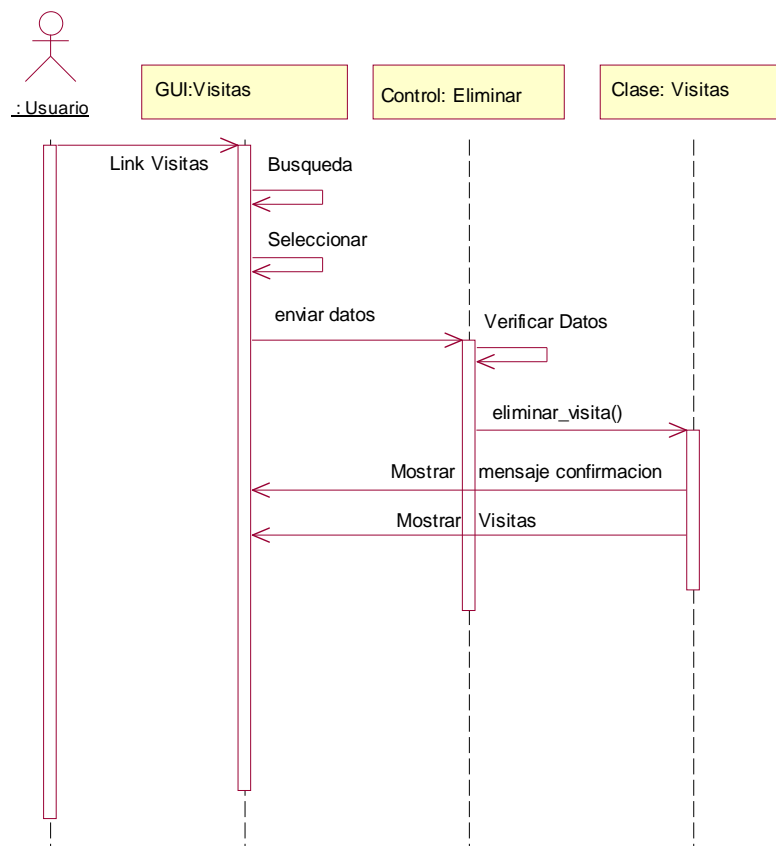 : Usuario
GUI:Visitas
Control: Eliminar
Clase: Visitas
Link Visitas
Busqueda
Seleccionar
enviar datos
Verificar Datos
eliminar_visita()
Mostrar mensaje confirmacion
Mostrar Visitas